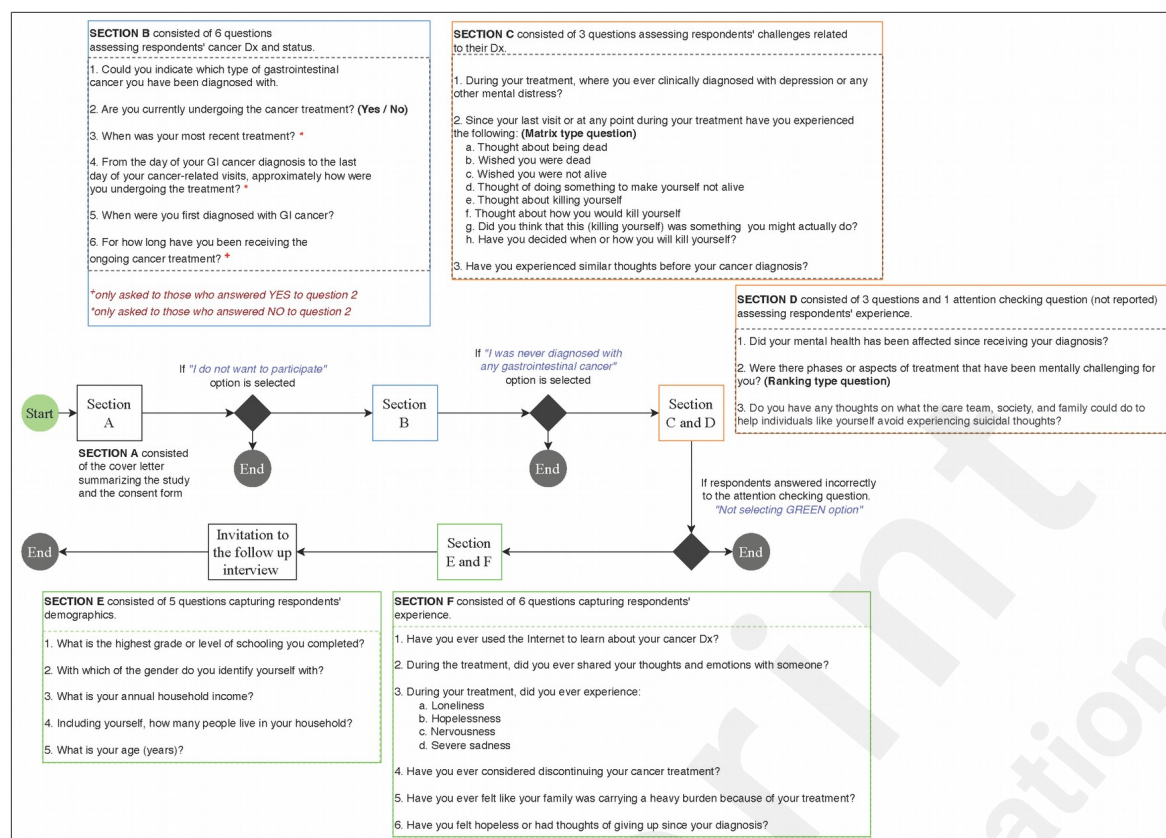 SECTION B consisted of 6 questions
assessing respondents' cancer Dx and status.
1. Could you indicate which type of gastrointestinal
cancer you have been diagnosed with.
2. Are you currently undergoing the cancer treatment? (Yes / No)
3. When was your most recent treatment? *
4. From the day of your GI cancer diagnosis to the last
day of your cancer-related visits, approximately how were
you undergoing the treatment? *
5. When were you first diagnosed with GI cancer?
6. For how long have you been receiving the
ongoing cancer treatment? +
+only asked to those who answered YES to question 2
*only asked to those who answered NO to question 2
SECTION C consisted of 3 questions assessing respondents' challenges related
to their Dx.
1. During your treatment, where you ever clinically diagnosed with depression or any
other mental distress?
2. Since your last visit or at any point during your treatment have you experienced
the following: (Matrix type question)
a. Thought about being dead
b. Wished you were dead
c. Wished you were not alive
d. Thought of doing something to make yourself not alive
e. Thought about killing yourself
f. Thought about how you would kill yourself
g. Did you think that this (killing yourself) was something you might actually do?
h. Have you decided when or how you will kill yourself?
3. Have you experienced similar thoughts before your cancer diagnosis?
SECTION D consisted of 3 questions and 1 attention checking question (not reported)
assessing respondents' experience.
1. Did your mental health has been affected since receiving your diagnosis?
2. Were there phases or aspects of treatment that have been mentally challenging for
you? (Ranking type question)
3. Do you have any thoughts on what the care team, society, and family could do to
help individuals like yourself avoid experiencing suicidal thoughts?
Start
Section
A
SECTION A consisted
of the cover letter
summarizing the study
and the consent form
If "I do not want to participate"
option is selected
End
Section
B
If "I was never diagnosed with
any gastrointestinal cancer"
option is selected
End
Section
C and D
If respondents answered incorrectly
to the attention checking question.
"Not selecting GREEN option"
End
Section
E and F
Invitation to
the follow up
interview
End
SECTION E consisted of 5 questions capturing respondents'
demographics.
1. What is the highest grade or level of schooling you completed?
2. With which of the gender do you identify yourself with?
3. What is your annual household income?
4. Including yourself, how many people live in your household?
5. What is your age (years)?
SECTION F consisted of 6 questions capturing respondents'
experience.
1. Have you ever used the Internet to learn about your cancer Dx?
2. During the treatment, did you ever shared your thoughts and emotions with someone?
3. During your treatment, did you ever experience:
a. Loneliness
b. Hopelessness
c. Nervousness
d. Severe sadness
4. Have you ever considered discontinuing your cancer treatment?
5. Have you ever felt like your family was carrying a heavy burden because of your treatment?
6. Have you felt hopeless or had thoughts of giving up since your diagnosis?